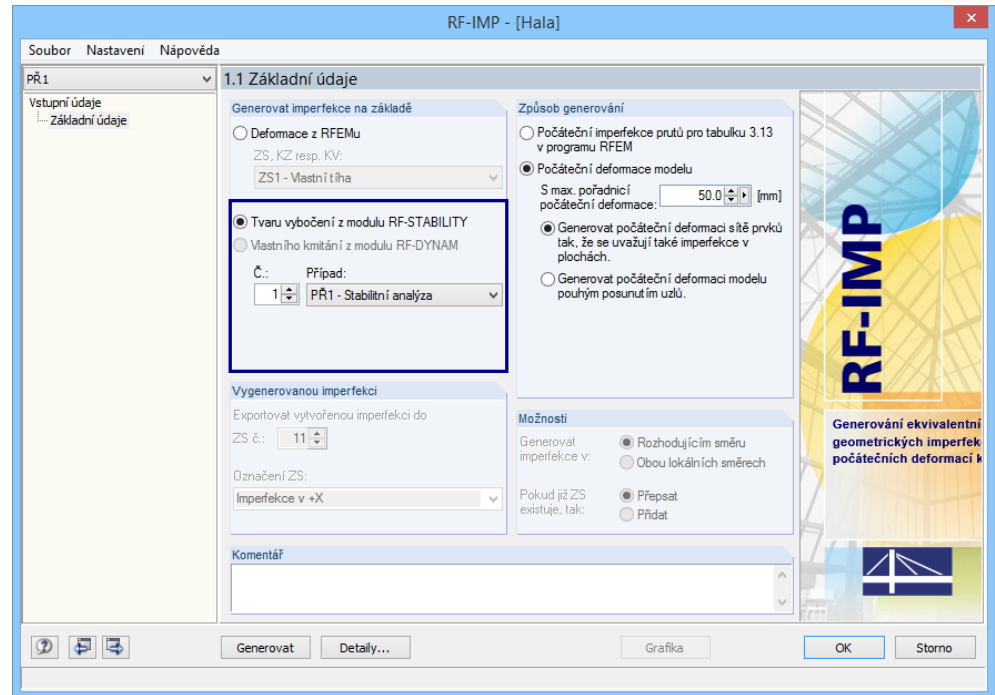 RF-IMP - [Hala]
Soubor Nastavení Nápověda
PŘ1
Vstupní údaje
Základní údaje
1.1 Základní údaje
Generovat imperfekce na základě
Deformace z RFEMu
ZS, KZ resp. KV:
ZS1 - Vlastní tíha
Tvaru vybočení z modulu RF-STABILITY
Vlastního kmitání z modulu RF-DYNAM
Č.: Případ:
1 PŘ1 - Stabilitní analýza
Vygenerovanou imperfekci
Exportovat vytvořenou imperfekci do
ZS č.: 11
Označení ZS:
Imperfekce v +X
Způsob generování
Počáteční imperfekce prutů pro tabulku 3.13
v programu RFEM
Počáteční deformace modelu
S max. pořadnicí
počáteční deformace: 50.0 [mm]
Generovat počáteční deformaci sítě prvků
tak, že se uvažují také imperfekce v
plochách.
Generovat počáteční deformaci modelu
pouhým posunutím uzlů.
Možnosti
Generovat
imperfekce v:
Rozhodujícím směru
Obou lokálních směrech
Pokud již ZS
existuje, tak:
Přepsat
Přidat
Komentář
RF-IMP
Generování ekvivalentní
geometrických imperfek
počátečních deformací k
Generovat Detaily... Grafika OK Storno